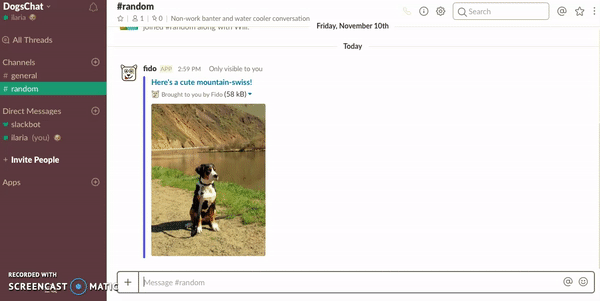 DogsChat
ilaria
All Threads
Channels
# general
# random
Direct Messages
slackbot
ilaria (you)
+ Invite People
Apps
RECORDED WITH
SCREENCAST MATIC
#random
1 | 0 | Non-work banter and water cooler conversation
Search
joined #random along with Will.
Friday, November 10th
Today
fido APP 2:59 PM Only visible to you
Here's a cute mountain-swiss!
Brought to you by Fido (58 kB)
Message #random